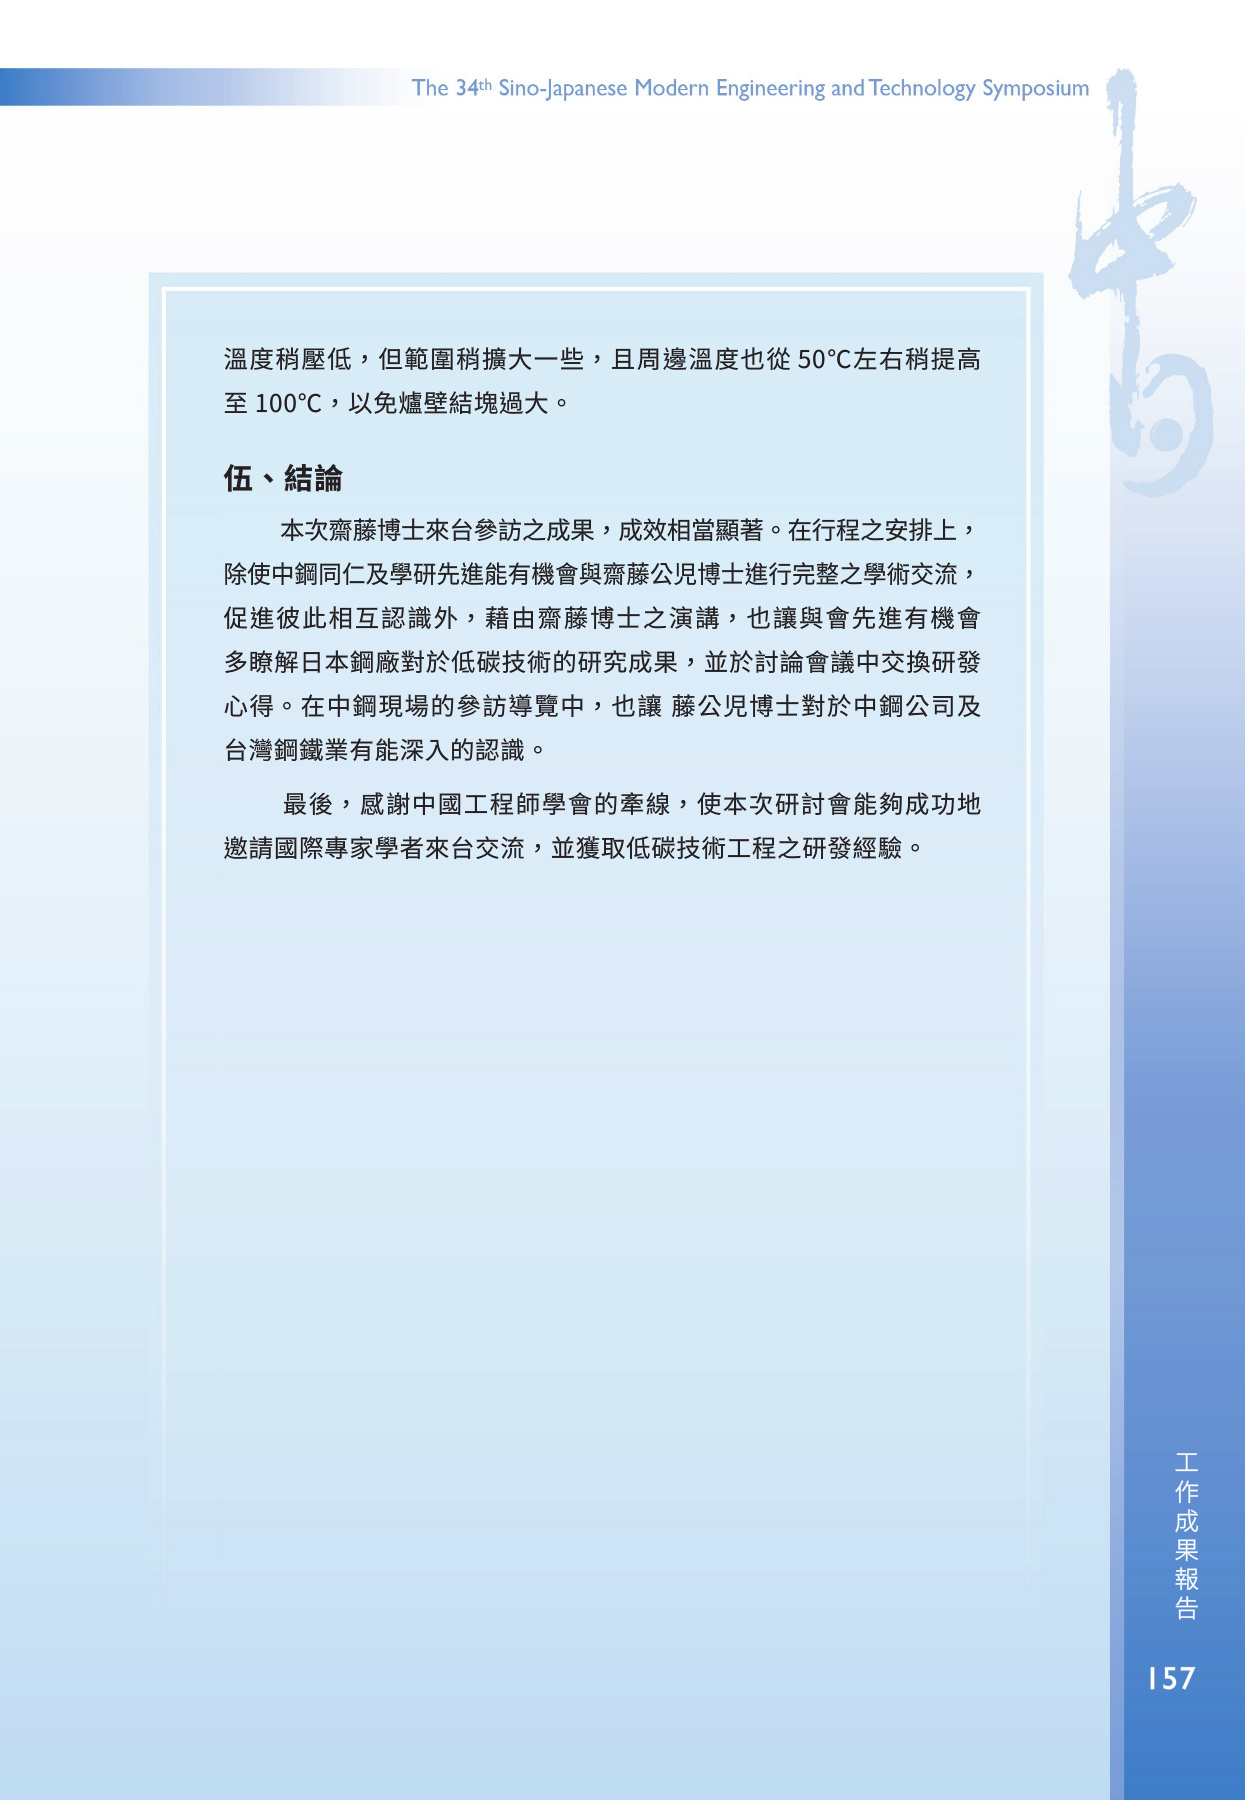 The 34th Sino-Japanese Modern Engineering and Technology Symposium
溫度稍壓低，但範圍稍擴大一些，且周邊溫度也從 50℃左右稍提高
至 100℃，以免爐壁結塊過大。
伍、結論
本次齋藤博士來台參訪之成果，成效相當顯著。在行程之安排上，
除使中鋼同仁及學研先進能有機會與齋藤公児博士進行完整之學術交流，
促進彼此相互認識外，藉由齋藤博士之演講，也讓與會先進有機會
多瞭解日本鋼廠對於低碳技術的研究成果，並於討論會議中交換研發
心得。在中鋼現場的參訪導覽中，也讓 藤公児博士對於中鋼公司及
台灣鋼鐵業有能深入的認識。
最後，感謝中國工程師學會的牽線，使本次研討會能夠成功地
邀請國際專家學者來台交流，並獲取低碳技術工程之研發經驗。
中日
工作成果報告
157